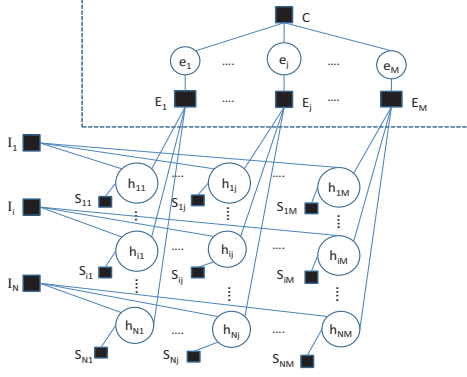 C
e1 .... ej .... eM
E1 .... Ej .... EM
I1
h11 .... h1j .... h1M
S11 S1j S1M
Ii
hi1 .... hij .... hiM
Si1 Sij SiM
IN
hN1 .... hNj .... hNM
SN1 SNj SNM